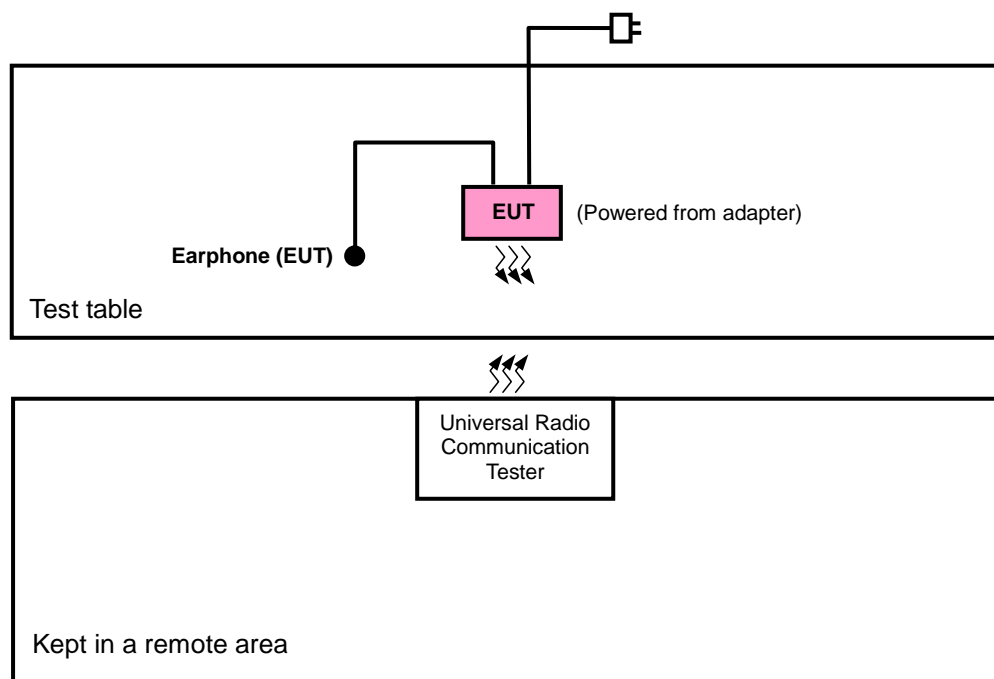 EUT
(Powered from adapter)
Earphone (EUT)
Test table
Universal Radio
Communication
Tester
Kept in a remote area